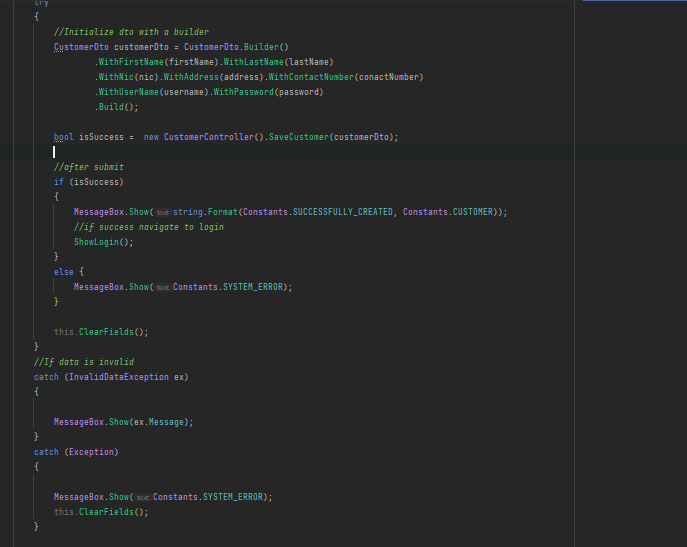 try
{
//Initialize dto with a builder
CustomerDto customerDto = CustomerDto.Builder()
.WithFirstName(firstName).WithLastName(lastName)
.WithNic(nic).WithAddress(address).WithContactNumber(conactNumber)
.WithUserName(username).WithPassword(password)
.Build();
bool isSuccess =  new CustomerController().SaveCustomer(customerDto);
//after submit
if (isSuccess)
{
MessageBox.Show( text string.Format(Constants.SUCCESSFULLY_CREATED, Constants.CUSTOMER));
//if success navigate to login
ShowLogin();
}
else {
MessageBox.Show( text Constants.SYSTEM_ERROR);
}
this.ClearFields();
}
//If data is invalid
catch (InvalidDataException ex)
{
MessageBox.Show(ex.Message);
}
catch (Exception)
{
MessageBox.Show( text Constants.SYSTEM_ERROR);
this.ClearFields();
}